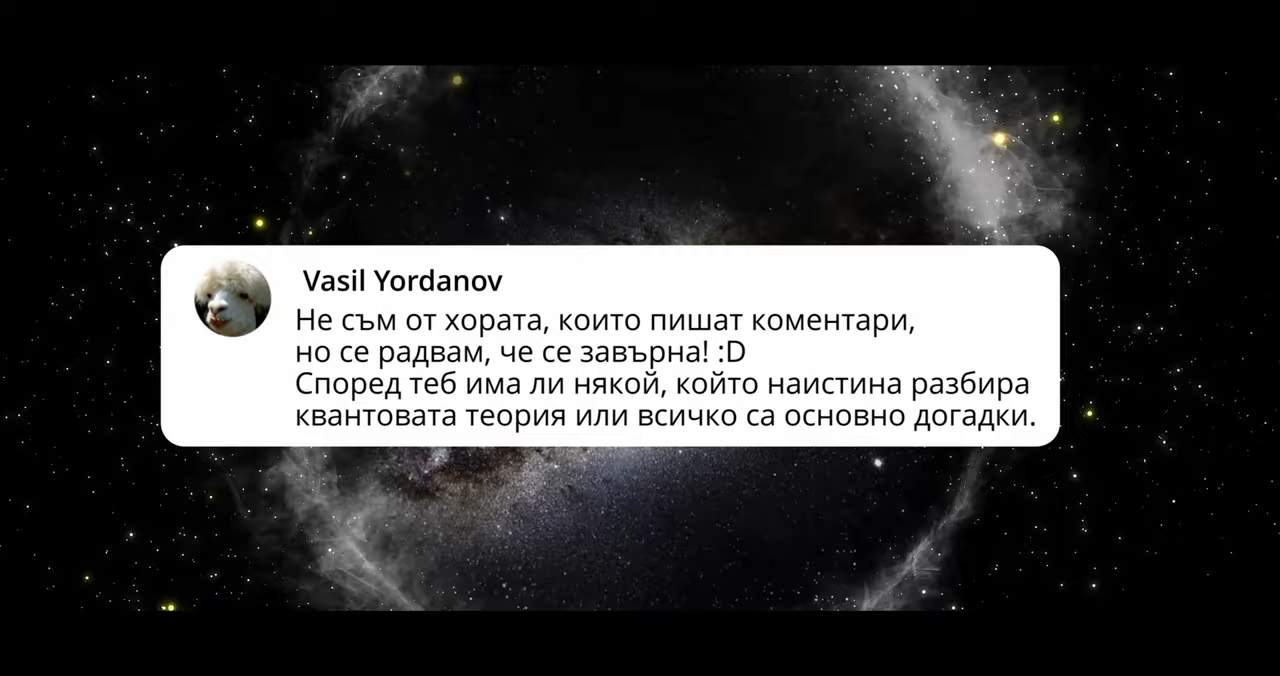 Vasil Yordanov
Не съм от хората, които пишат коментари,
но се радвам, че се завърна! :D
Според теб има ли някой, който наистина разбира
квантовата теория или всичко са основно догадки.